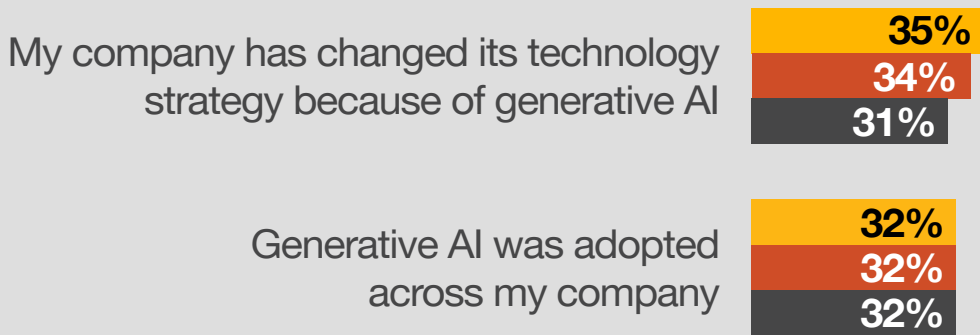 My company has changed its technology
strategy because of generative AI
35%
34%
31%
Generative AI was adopted
across my company
32%
32%
32%